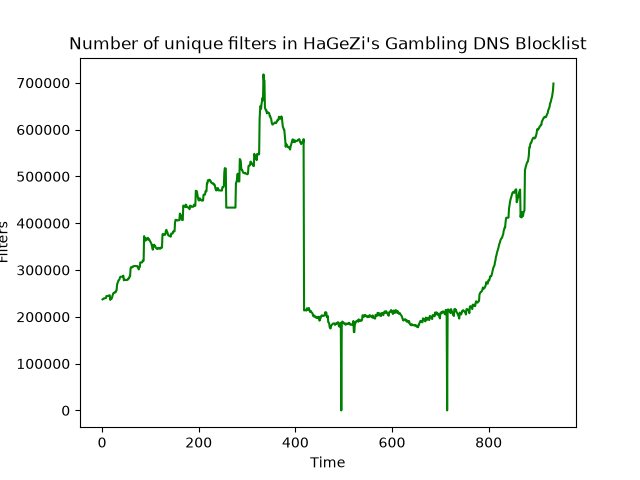 Number of unique filters in HaGeZi's Gambling DNS Blocklist
700000
600000
500000
400000
300000
200000
100000
0
Filters
0 200 400 600 800
Time